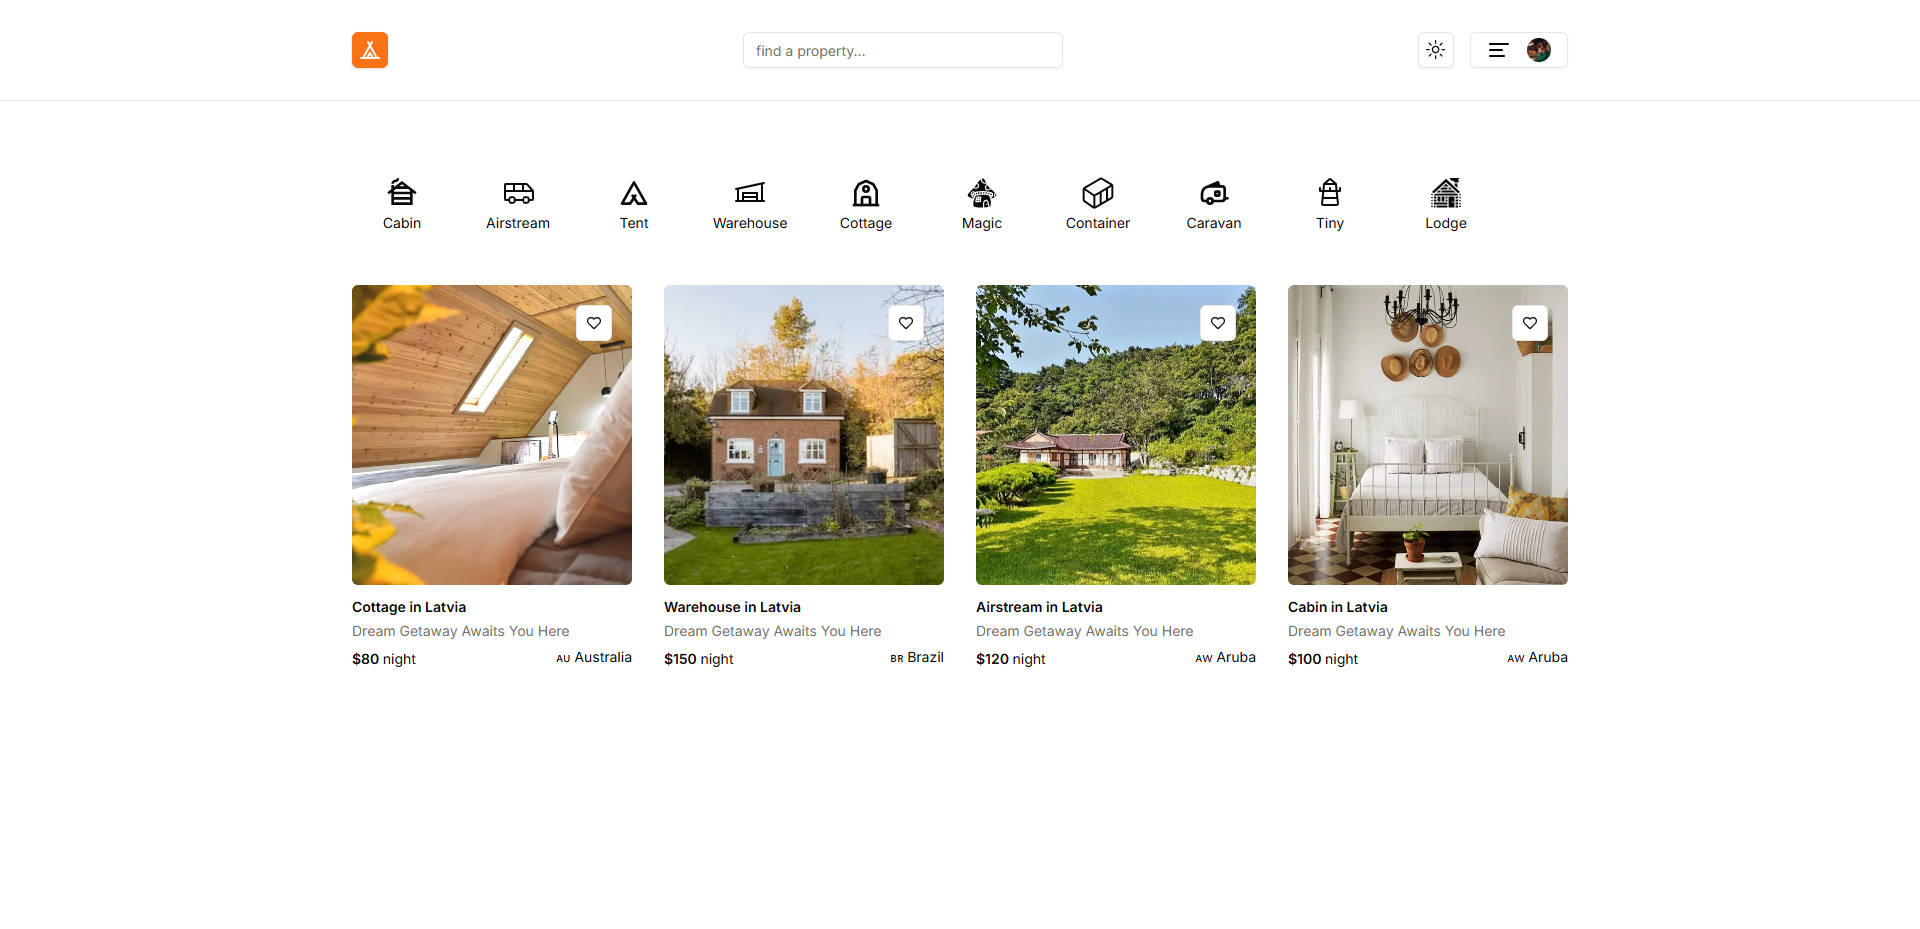 find a property...
Cabin
Airstream
Tent
Warehouse
Cottage
Magic
Container
Caravan
Tiny
Lodge
Cottage in Latvia
Dream Getaway Awaits You Here
$80 night
AU Australia
Warehouse in Latvia
Dream Getaway Awaits You Here
$150 night
BR Brazil
Airstream in Latvia
Dream Getaway Awaits You Here
$120 night
AW Aruba
Cabin in Latvia
Dream Getaway Awaits You Here
$100 night
AW Aruba